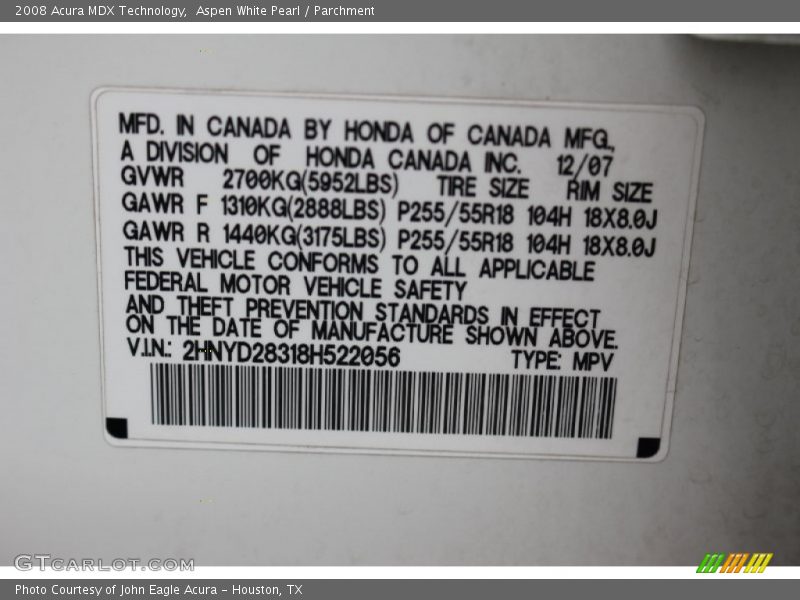 2008 Acura MDX Technology, Aspen White Pearl / Parchment
MFD. IN CANADA BY HONDA OF CANADA MFG.,
A DIVISION OF HONDA CANADA INC. 12/07
GVWR 2700KG(5952LBS) TIRE SIZE RIM SIZE
GAWR F 1310KG(2888LBS) P255/55R18 104H 18X8.0J
GAWR R 1440KG(3175LBS) P255/55R18 104H 18X8.0J
THIS VEHICLE CONFORMS TO ALL APPLICABLE
FEDERAL MOTOR VEHICLE SAFETY
AND THEFT PREVENTION STANDARDS IN EFFECT
ON THE DATE OF MANUFACTURE SHOWN ABOVE.
V.I.N.: 2HNYD28318H522056 TYPE: MPV
GTCARLOT.COM
Photo Courtesy of John Eagle Acura - Houston, TX